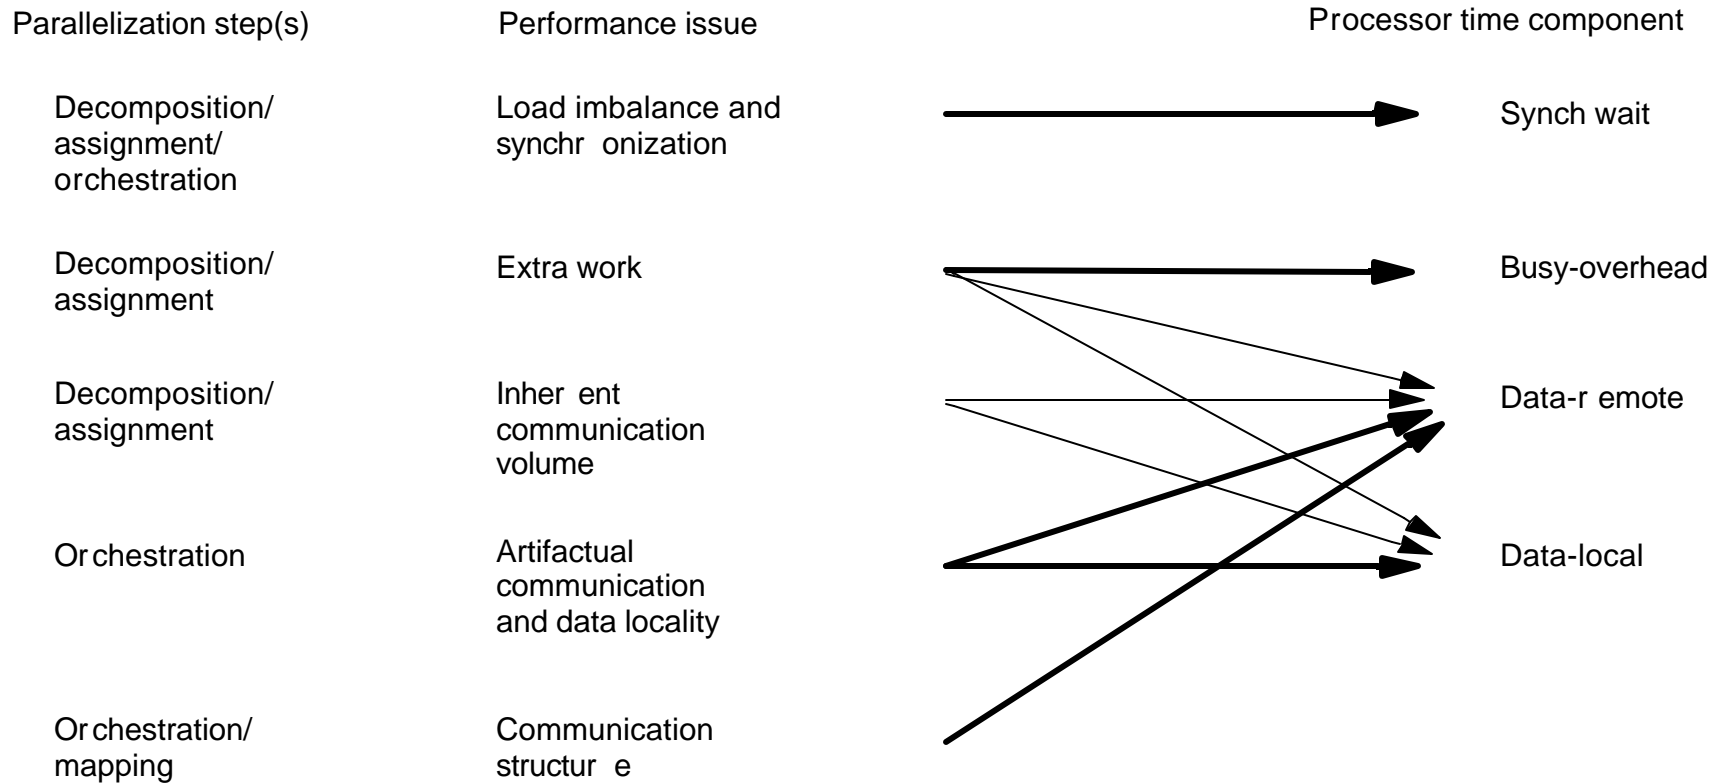 Parallelization step(s)
Performance issue
Processor time component
Decomposition/
assignment/
orchestration
Load imbalance and
synchr onization
Synch wait
Decomposition/
assignment
Extra work
Busy-overhead
Decomposition/
assignment
Inher ent
communication
volume
Data-r emote
Or chestration
Artifactual
communication
and data locality
Data-local
Or chestration/
mapping
Communication
structur e